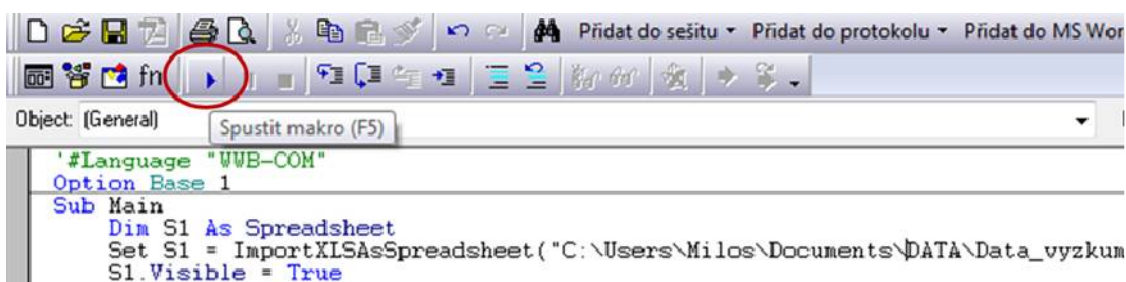 Přidat do sešitu Přidat do protokolu Přidat do MS Wor
fn
Object: (General)
Spustit makro (F5)
'#Language "WWB-COM"
Option Base 1
Sub Main
Dim S1 As Spreadsheet
Set S1 = ImportXLSAsSpreadsheet("C:\Users\Milos\Documents\DATA\Data_vyzkum
S1.Visible = True